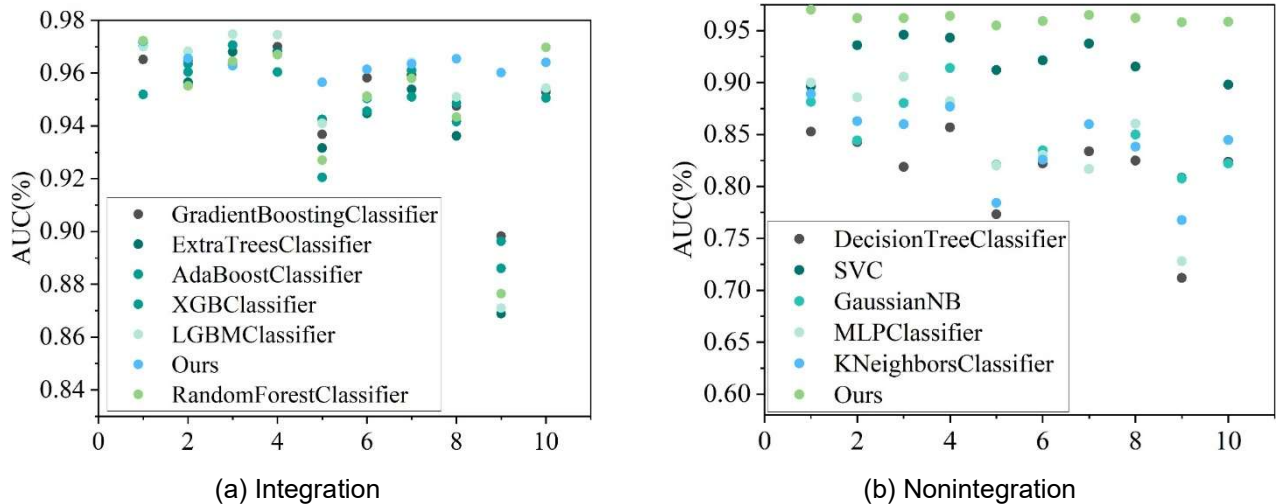 0.98
0.96
0.94
0.92
0.90
0.88
0.86
0.84
AUC(%)
GradientBoostingClassifier
ExtraTreesClassifier
AdaBoostClassifier
XGBClassifier
LGBMClassifier
Ours
RandomForestClassifier
0 2 4 6 8 10
(a) Integration
0.95
0.90
0.85
0.80
0.75
0.70
0.65
0.60
AUC(%)
DecisionTreeClassifier
SVC
GaussianNB
MLPClassifier
KNeighborsClassifier
Ours
0 2 4 6 8 10
(b) Nonintegration